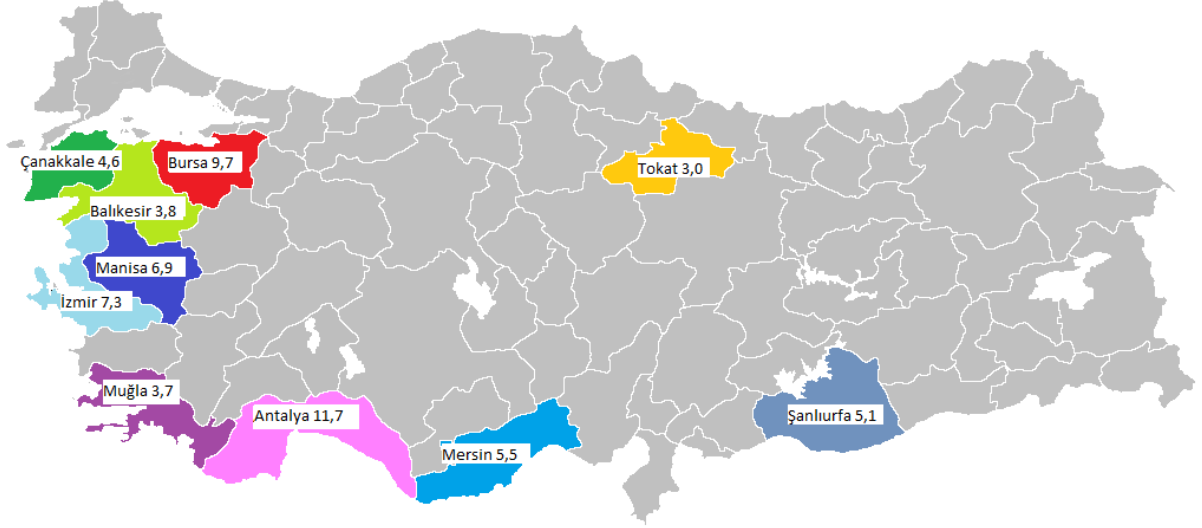 Çanakkale 4,6
Bursa 9,7
Tokat 3,0
Balıkesir 3,8
Manisa 6,9
İzmir 7,3
Muğla 3,7
Antalya 11,7
Şanlıurfa 5,1
Mersin 5,5